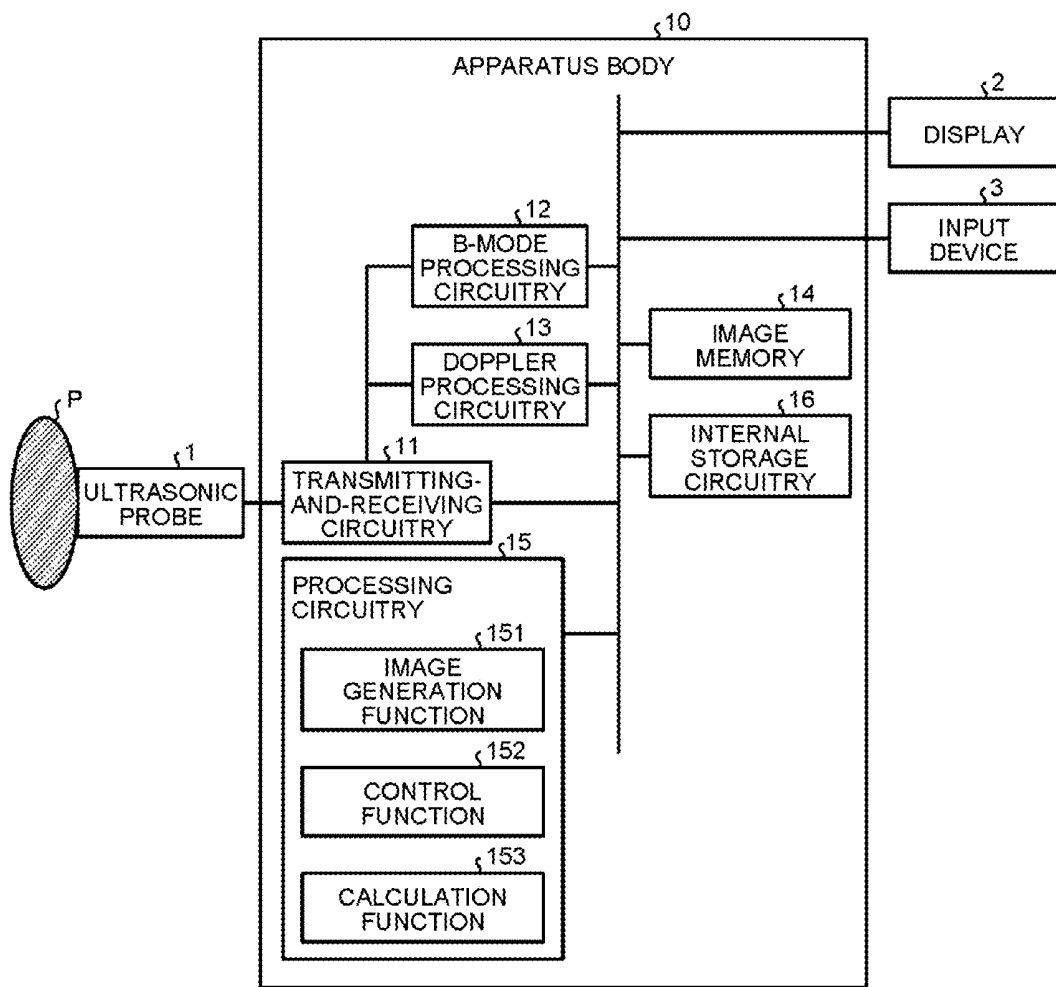 10
APPARATUS BODY
2
DISPLAY
3
INPUT
DEVICE
12
B-MODE
PROCESSING
CIRCUITRY
14
IMAGE
MEMORY
13
DOPPLER
PROCESSING
CIRCUITRY
16
INTERNAL
STORAGE
CIRCUITRY
P
1
ULTRASONIC
PROBE
11
TRANSMITTING-
AND-RECEIVING
CIRCUITRY
15
PROCESSING
CIRCUITRY
151
IMAGE
GENERATION
FUNCTION
152
CONTROL
FUNCTION
153
CALCULATION
FUNCTION